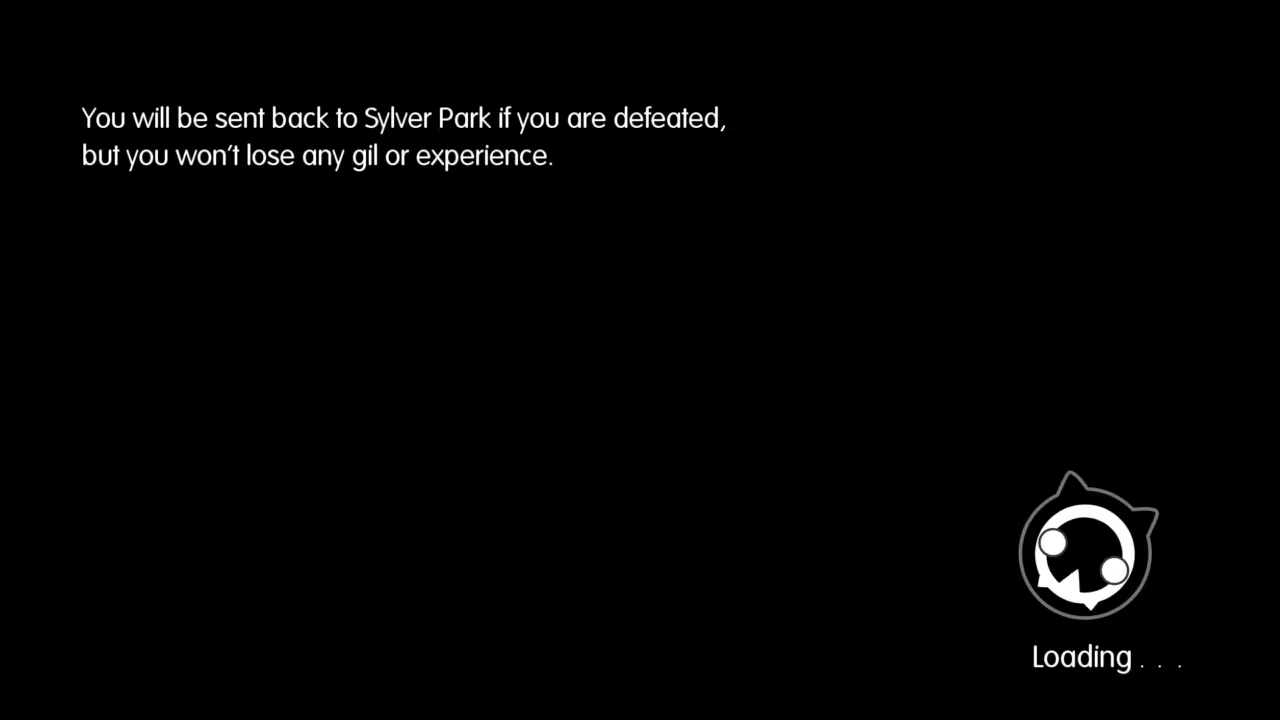 You will be sent back to Sylver Park if you are defeated,
but you won't lose any gil or experience.
Loading . . .